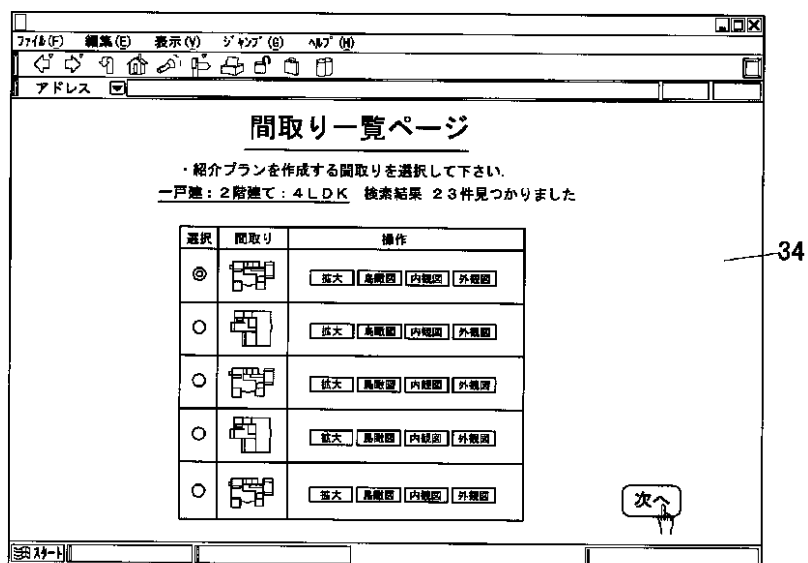 ﾌｧｲﾙ(F) 編集(E) 表示(V) ｼﾞｬﾝﾌﾟ(G) ﾍﾙﾌﾟ(H)
アドレス
間取り一覧ページ
・紹介プランを作成する間取りを選択して下さい.
一戸建：２階建て：４ＬＤＫ 検索結果 ２３件見つかりました
選択 間取り 操作
34
拡大 鳥瞰図 内観図 外観図
拡大 鳥瞰図 内観図 外観図
拡大 鳥瞰図 内観図 外観図
拡大 鳥瞰図 内観図 外観図
拡大 鳥瞰図 内観図 外観図
次へ
ｽﾀｰﾄ